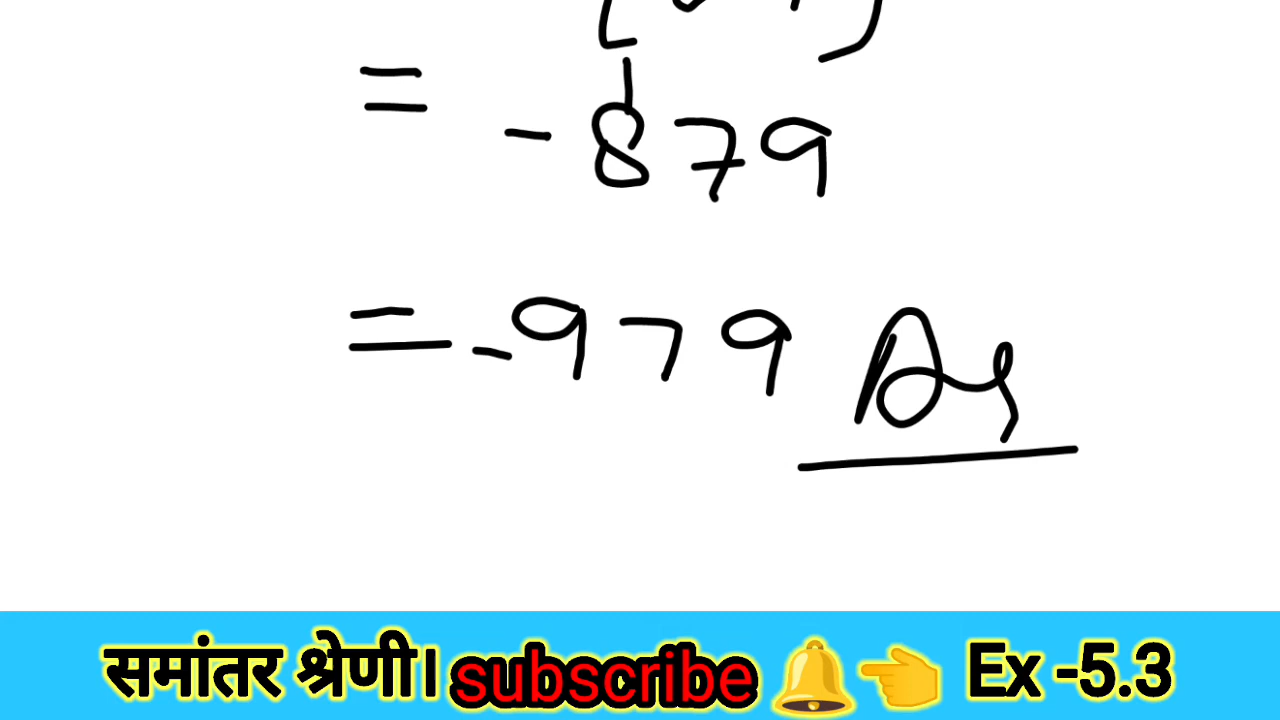 = - 879
= - 979 Ans
समांतर श्रेणी। subscribe 🔔👈 Ex -5.3